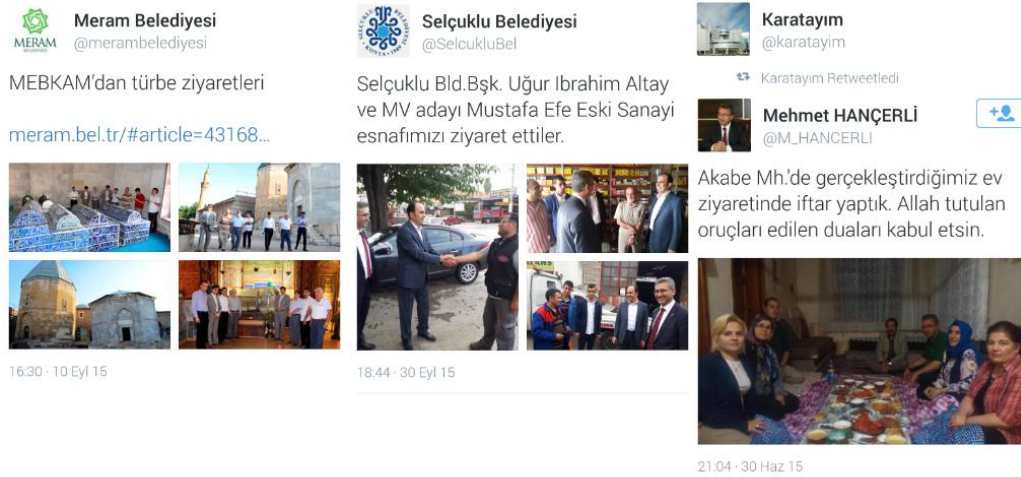 Meram Belediyesi
@merambelediyesi
MERAM
MEBKAM'dan türbe ziyaretleri
meram.bel.tr/#article=43168...
16:30 · 10 Eyl 15
Selçuklu Belediyesi
@SelcukluBel
Selçuklu Bld.Bşk. Uğur Ibrahim Altay
ve MV adayı Mustafa Efe Eski Sanayi
esnafımızı ziyaret ettiler.
18:44 · 30 Eyl 15
Karatayım
@karatayim
Karatayım Retweetledi
Mehmet HANÇERLİ
@M_HANCERLI
Akabe Mh.'de gerçekleştirdiğimiz ev
ziyaretinde iftar yaptık. Allah tutulan
oruçları edilen duaları kabul etsin.
21:04 · 30 Haz 15